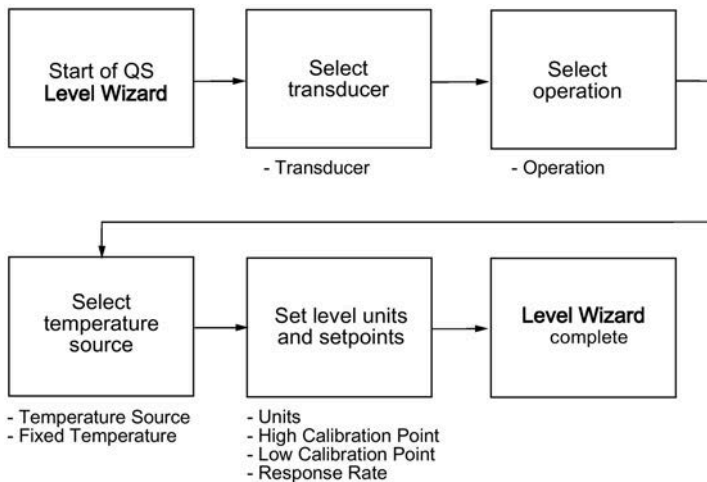 Start of QS
Level Wizard
Select
transducer
Select
operation
- Transducer
- Operation
Select
temperature
source
Set level units
and setpoints
Level Wizard
complete
- Temperature Source
- Fixed Temperature
- Units
- High Calibration Point
- Low Calibration Point
- Response Rate